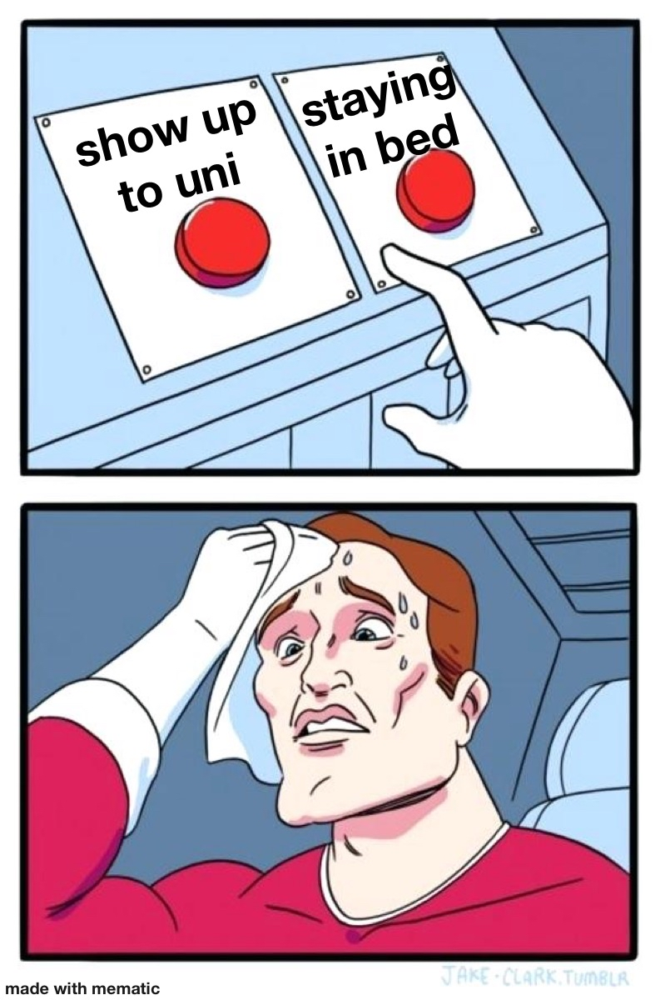 show up
to uni
staying
in bed
JAKE-CLARK.TUMBLR
made with mematic